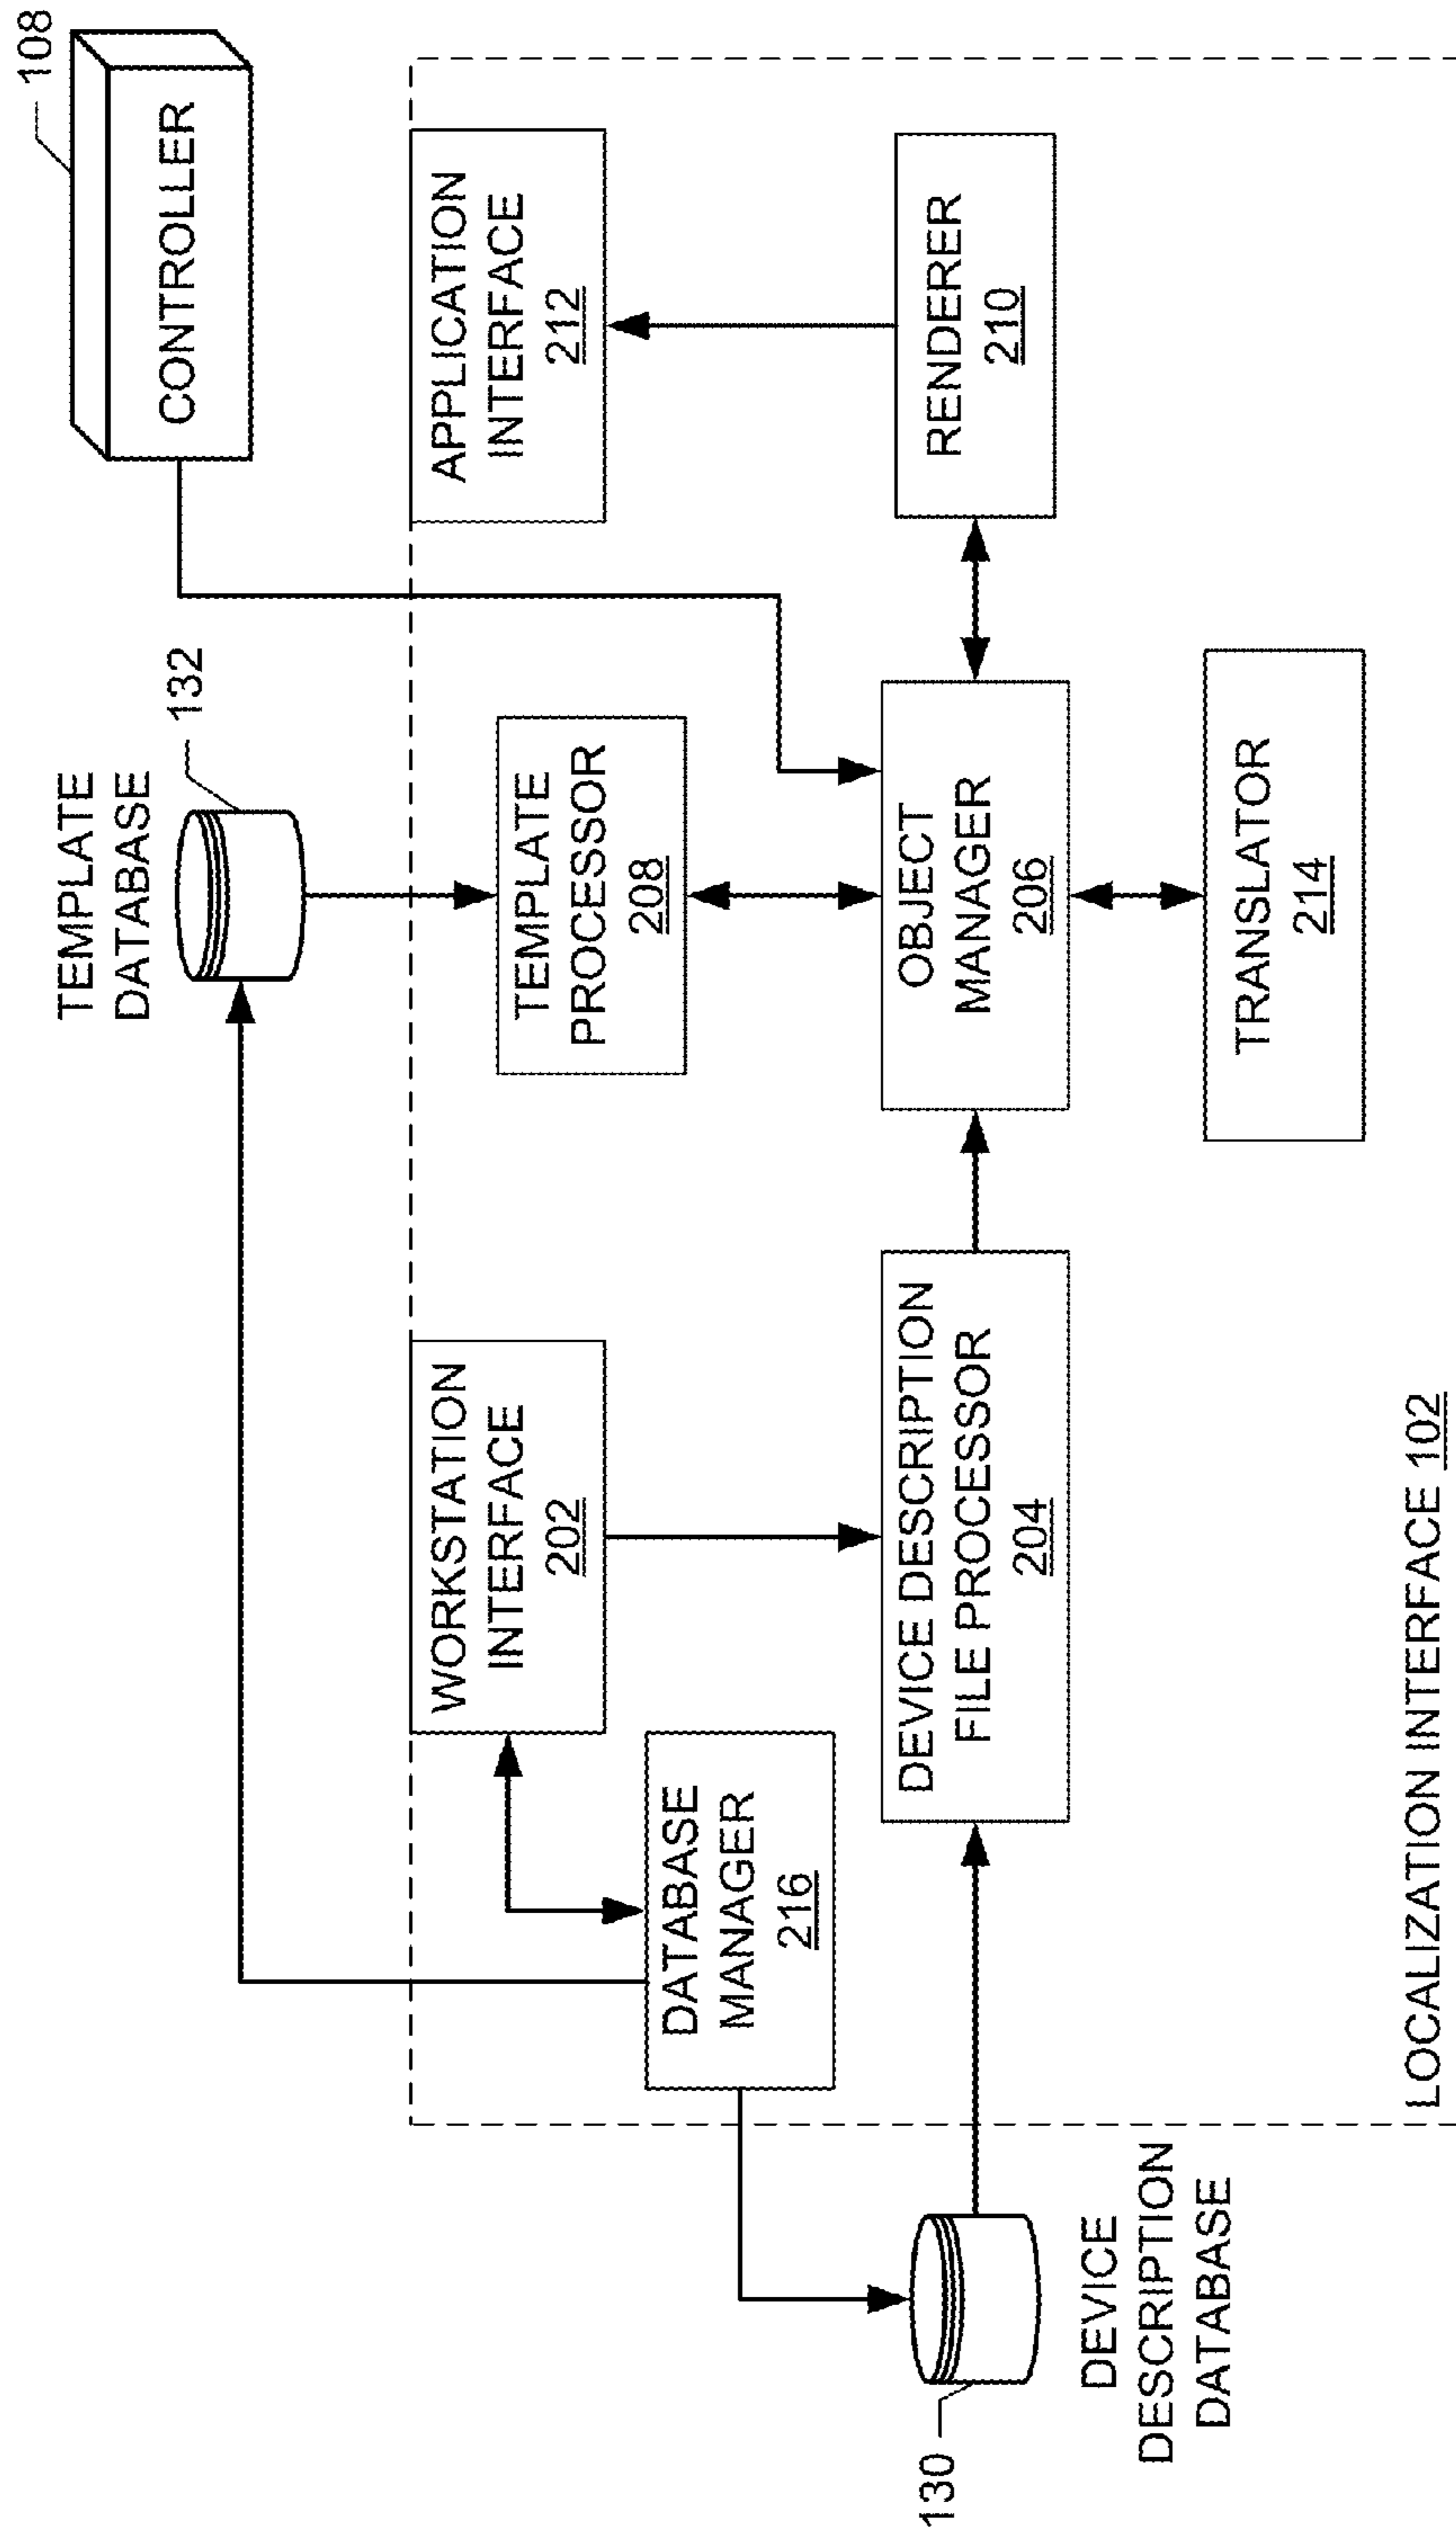 108
CONTROLLER
TEMPLATE
DATABASE
132
APPLICATION
INTERFACE
212
WORKSTATION
INTERFACE
202
TEMPLATE
PROCESSOR
208
DATABASE
MANAGER
216
DEVICE DESCRIPTION
FILE PROCESSOR
204
OBJECT
MANAGER
206
RENDERER
210
130
DEVICE
DESCRIPTION
DATABASE
TRANSLATOR
214
LOCALIZATION INTERFACE 102